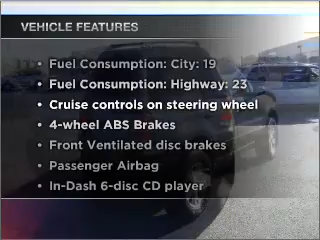 VEHICLE FEATURES
• Fuel Consumption: City: 19
• Fuel Consumption: Highway: 23
• Cruise controls on steering wheel
• 4-wheel ABS Brakes
• Front Ventilated disc brakes
• Passenger Airbag
• In-Dash 6-disc CD player